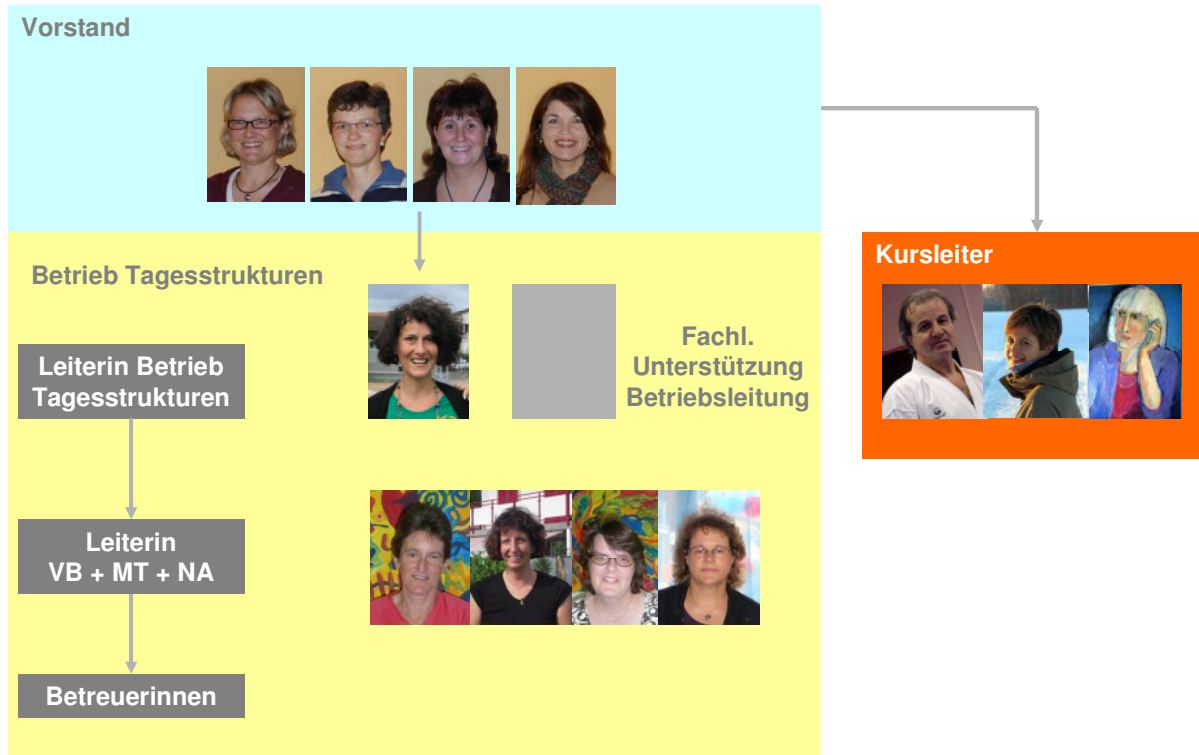 Vorstand
Betrieb Tagesstrukturen
Kursleiter
Fachl.
Unterstützung
Betriebsleitung
Leiterin Betrieb
Tagesstrukturen
Leiterin
VB + MT + NA
Betreuerinnen